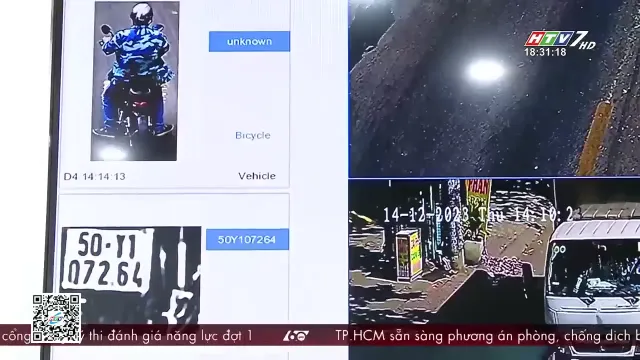 unknown
Bicycle
D4 14:14:13
Vehicle
50-Y1
072.64
50Y107264
HTV7 HD
18:31:18
14-12-2023 Thu 14:10:2
cổng
thi đánh giá năng lực đợt 1
60
TP.HCM sẵn sàng phương án phòng, chống dịch b